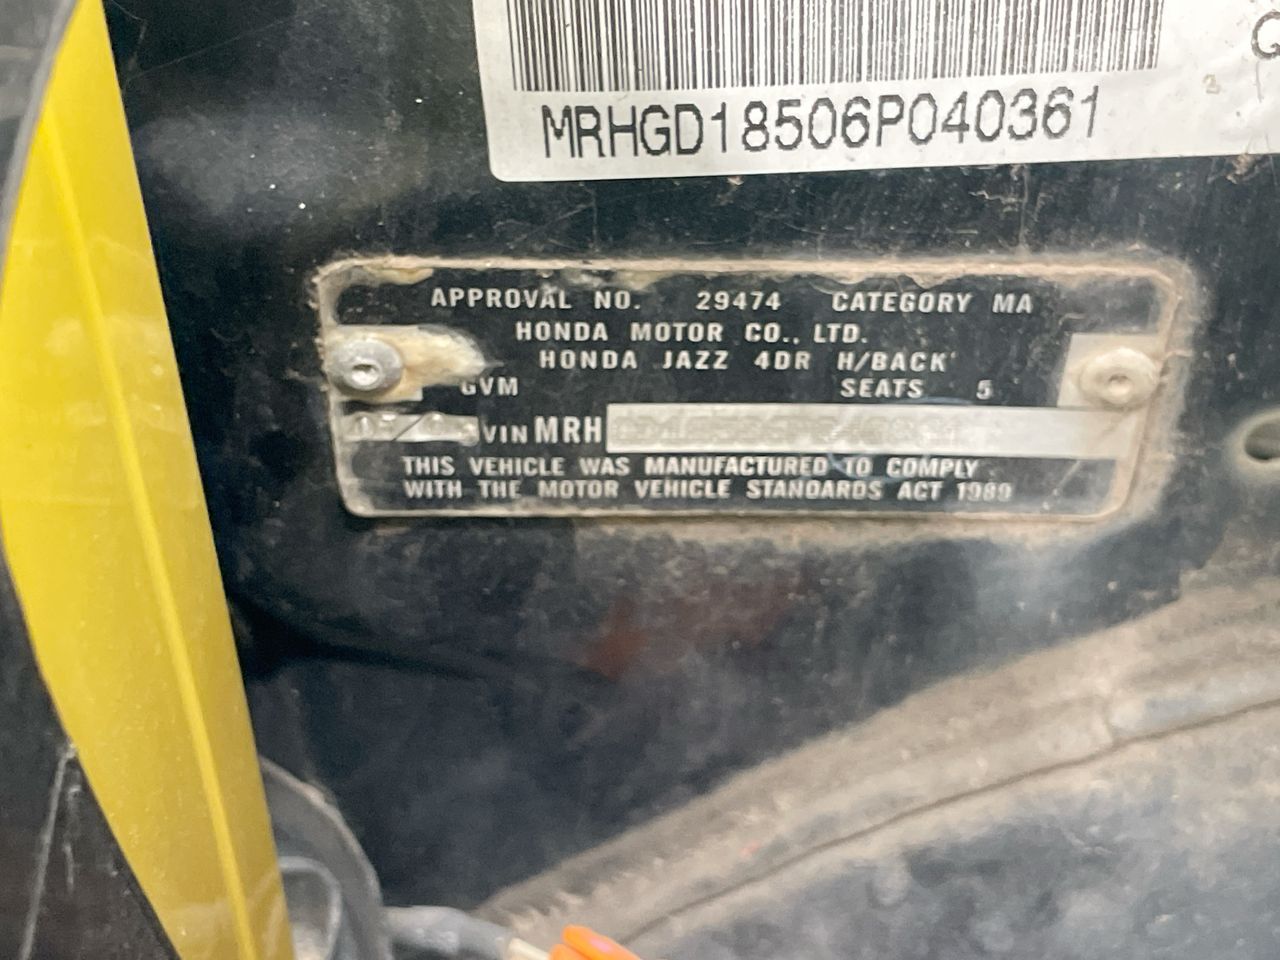 MRHGD18506P040361
G
APPROVAL NO. 29474 CATEGORY MA
HONDA MOTOR CO., LTD.
HONDA JAZZ 4DR H/BACK
GVM SEATS 5
VIN MRH
THIS VEHICLE WAS MANUFACTURED TO COMPLY
WITH THE MOTOR VEHICLE STANDARDS ACT 1989